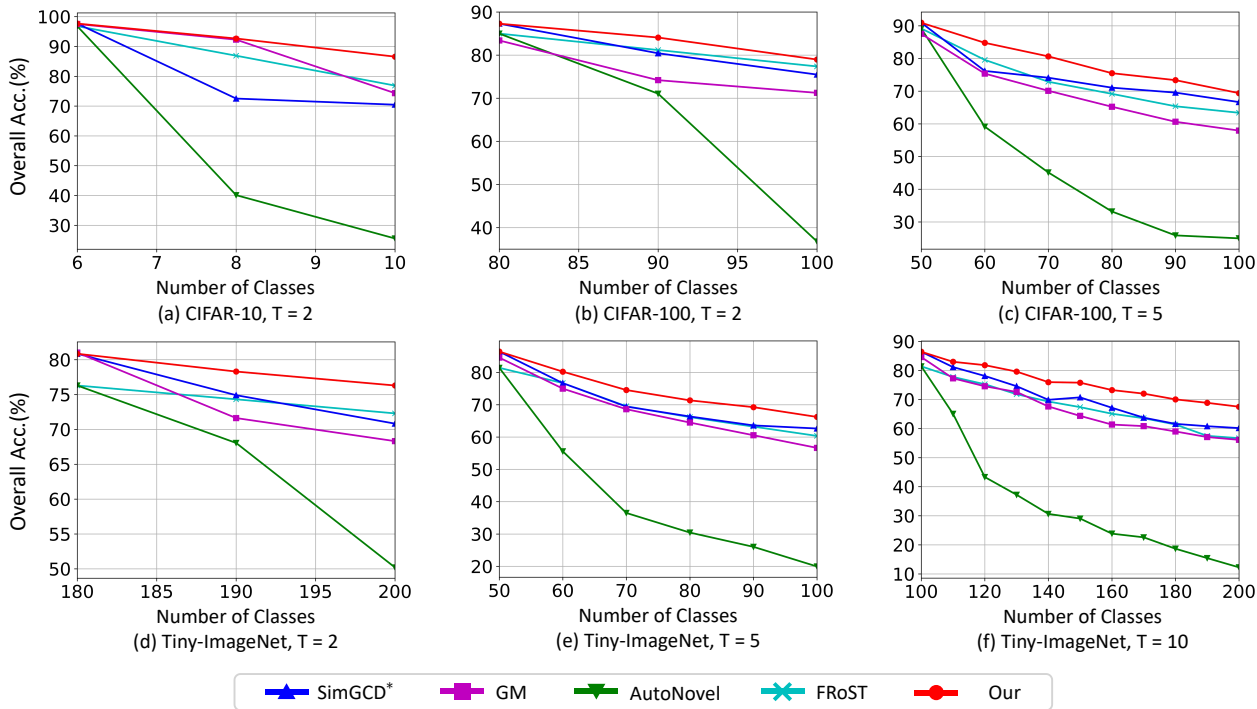 100
90
80
70
60
50
40
30
Overall Acc.(%)
6 7 8 9 10
Number of Classes
(a) CIFAR-10, T = 2
90
80
70
60
50
40
80 85 90 95 100
Number of Classes
(b) CIFAR-100, T = 2
90
80
70
60
50
40
30
50 60 70 80 90 100
Number of Classes
(c) CIFAR-100, T = 5
80
75
70
65
60
55
50
Overall Acc.(%)
180 185 190 195 200
Number of Classes
(d) Tiny-ImageNet, T = 2
80
70
60
50
40
30
20
50 60 70 80 90 100
Number of Classes
(e) Tiny-ImageNet, T = 5
90
80
70
60
50
40
30
20
10
100 120 140 160 180 200
Number of Classes
(f) Tiny-ImageNet, T = 10
SimGCD* GM AutoNovel FRoST Our